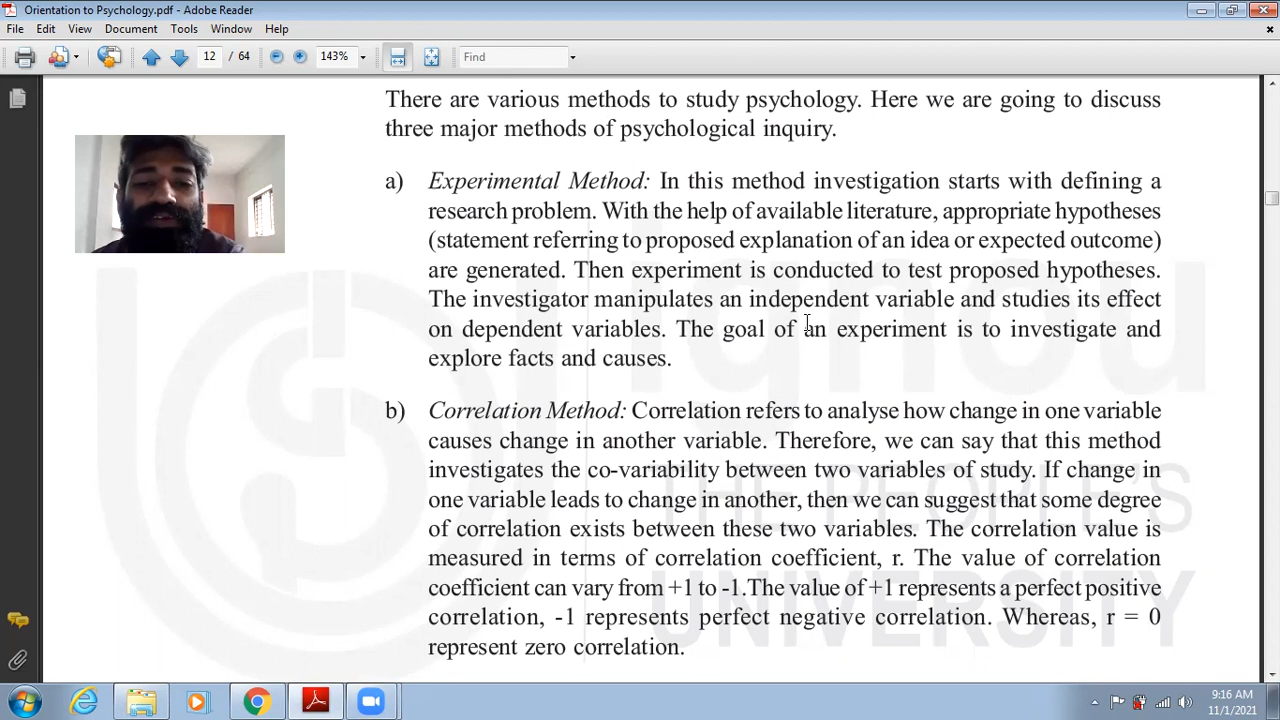 Orientation to Psychology.pdf - Adobe Reader
File Edit View Document Tools Window Help
12 / 64 143% Find
There are various methods to study psychology. Here we are going to discuss
three major methods of psychological inquiry.
a) Experimental Method: In this method investigation starts with defining a
research problem. With the help of available literature, appropriate hypotheses
(statement referring to proposed explanation of an idea or expected outcome)
are generated. Then experiment is conducted to test proposed hypotheses.
The investigator manipulates an independent variable and studies its effect
on dependent variables. The goal of an experiment is to investigate and
explore facts and causes.
b) Correlation Method: Correlation refers to analyse how change in one variable
causes change in another variable. Therefore, we can say that this method
investigates the co-variability between two variables of study. If change in
one variable leads to change in another, then we can suggest that some degree
of correlation exists between these two variables. The correlation value is
measured in terms of correlation coefficient, r. The value of correlation
coefficient can vary from +1 to -1.The value of +1 represents a perfect positive
correlation, -1 represents perfect negative correlation. Whereas, r = 0
represent zero correlation.
ignou
THE PEOPLE'S
UNIVERSITY
9:16 AM
11/1/2021